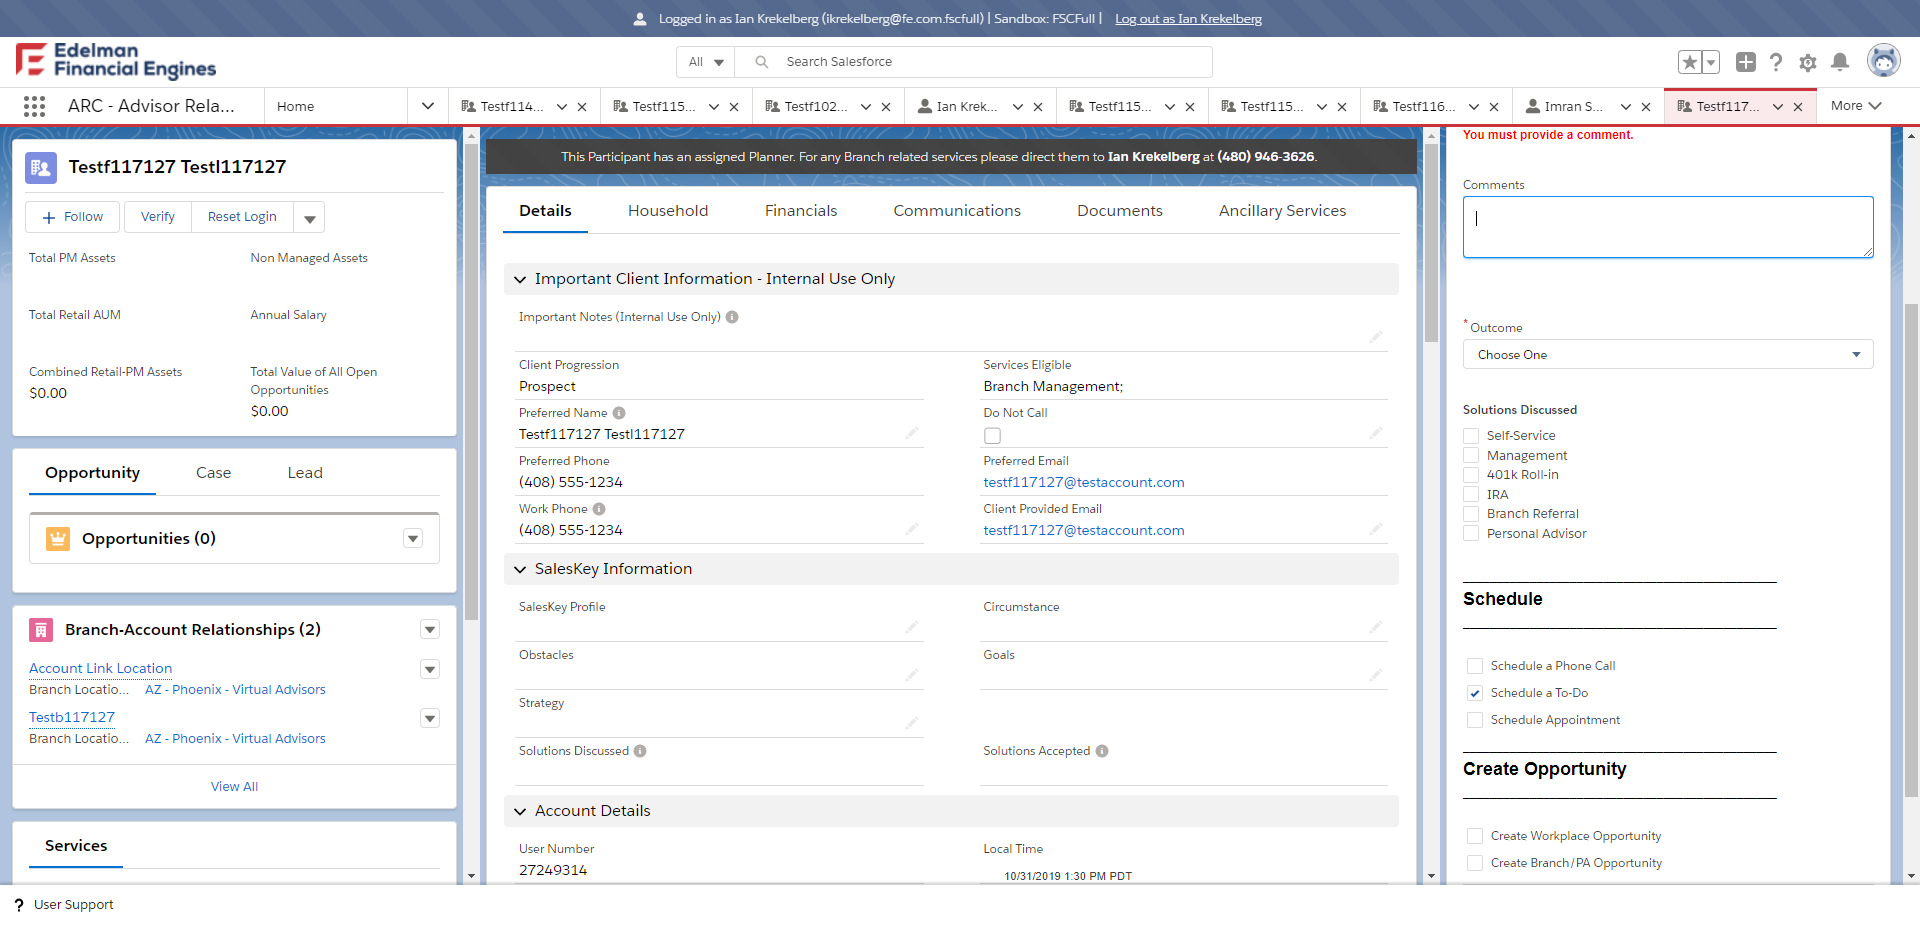 Logged in as Ian Krekelberg (ikrekelberg@fe.com.fscfull) | Sandbox: FSCFull | Log out as Ian Krekelberg
Edelman
Financial Engines
All
Search Salesforce
ARC - Advisor Rela...
Home
Testf114...
Testf115...
Testf102...
Ian Krek...
Testf115...
Testf115...
Testf116...
Imran S...
Testf117...
More
Testf117127 Testl117127
Follow
Verify
Reset Login
Total PM Assets
Non Managed Assets
Total Retail AUM
Annual Salary
Combined Retail-PM Assets
$0.00
Total Value of All Open
Opportunities
$0.00
Opportunity
Case
Lead
Opportunities (0)
Branch-Account Relationships (2)
Account Link Location
Branch Locatio... AZ - Phoenix - Virtual Advisors
Testb117127
Branch Locatio... AZ - Phoenix - Virtual Advisors
View All
Services
This Participant has an assigned Planner. For any Branch related services please direct them to Ian Krekelberg at (480) 946-3626.
Details
Household
Financials
Communications
Documents
Ancillary Services
Important Client Information - Internal Use Only
Important Notes (Internal Use Only)
Client Progression
Prospect
Services Eligible
Branch Management;
Preferred Name
Testf117127 Testl117127
Do Not Call
Preferred Phone
(408) 555-1234
Preferred Email
testf117127@testaccount.com
Work Phone
(408) 555-1234
Client Provided Email
testf117127@testaccount.com
SalesKey Information
SalesKey Profile
Circumstance
Obstacles
Goals
Strategy
Solutions Discussed
Solutions Accepted
Account Details
User Number
27249314
Local Time
10/31/2019 1:30 PM PDT
You must provide a comment.
Comments
* Outcome
Choose One
Solutions Discussed
Self-Service
Management
401k Roll-in
IRA
Branch Referral
Personal Advisor
Schedule
Schedule a Phone Call
Schedule a To-Do
Schedule Appointment
Create Opportunity
Create Workplace Opportunity
Create Branch/PA Opportunity
? User Support